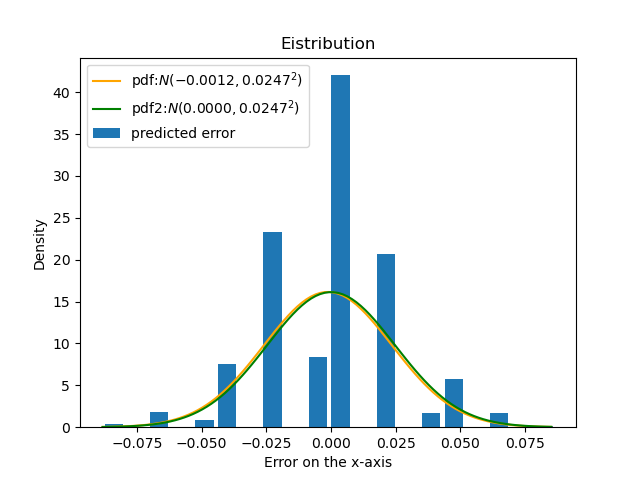 Eistribution
pdf:N(−0.0012, 0.0247²)
pdf2:N(0.0000, 0.0247²)
predicted error
40
35
30
25
20
15
10
5
0
Density
−0.075 −0.050 −0.025 0.000 0.025 0.050 0.075
Error on the x-axis